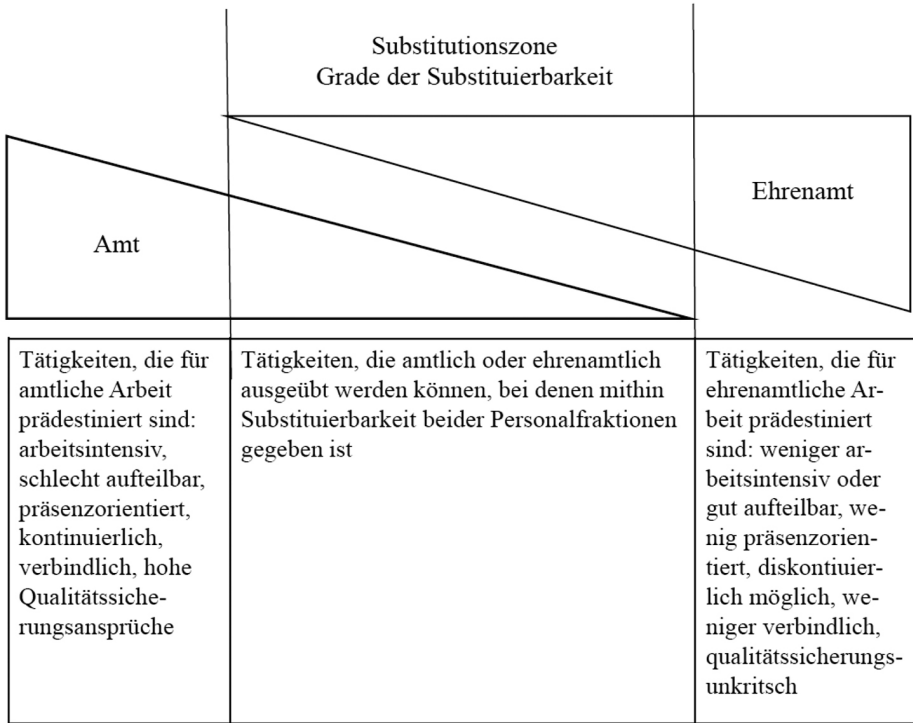 Substitutionszone
Grade der Substituierbarkeit
Ehrenamt
Amt
Tätigkeiten, die für
amtliche Arbeit
prädestiniert sind:
arbeitsintensiv,
schlecht aufteilbar,
präsenzorientiert,
kontinuierlich,
verbindlich, hohe
Qualitätssiche-
rungsansprüche
Tätigkeiten, die amtlich oder ehrenamtlich
ausgeübt werden können, bei denen mithin
Substituierbarkeit beider Personalfraktionen
gegeben ist
Tätigkeiten, die für
ehrenamtliche Ar-
beit prädestiniert
sind: weniger ar-
beitsintensiv oder
gut aufteilbar, we-
nig präsenzorien-
tiert, diskontiuier-
lich möglich, we-
niger verbindlich,
qualitätssicherungs-
unkritsch